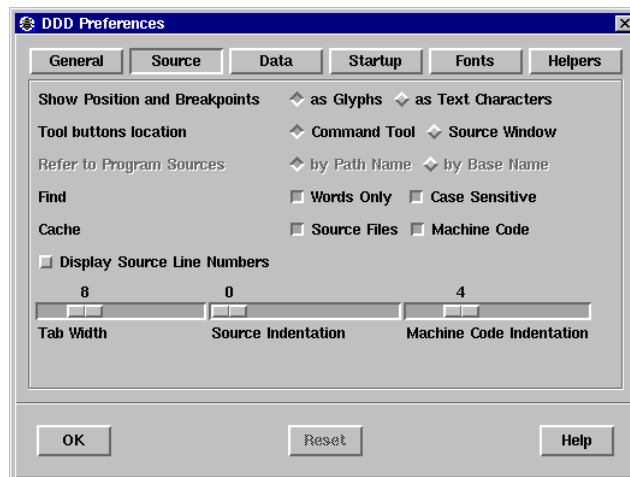 DDD Preferences
General Source Data Startup Fonts Helpers
Show Position and Breakpoints as Glyphs as Text Characters
Tool buttons location Command Tool Source Window
Refer to Program Sources by Path Name by Base Name
Find Words Only Case Sensitive
Cache Source Files Machine Code
Display Source Line Numbers
8 0 4
Tab Width Source Indentation Machine Code Indentation
OK Reset Help